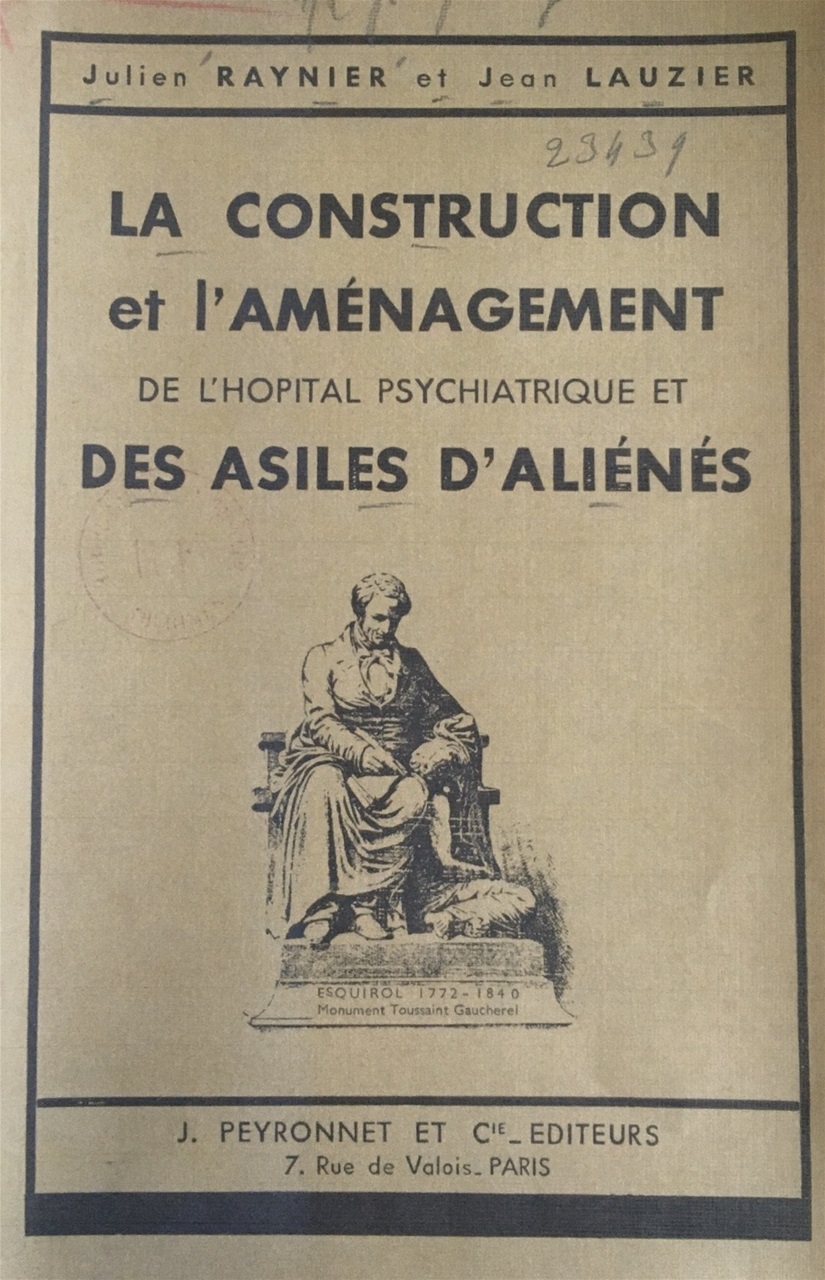 Julien RAYNIER et Jean LAUZIER
23439
LA CONSTRUCTION
et l'AMÉNAGEMENT
DE L'HOPITAL PSYCHIATRIQUE ET
DES ASILES D'ALIÉNÉS
ESQUIROL 1772-1840
Monument Toussaint Gaucherel
J. PEYRONNET ET CIE_EDITEURS
7. Rue de Valois_PARIS